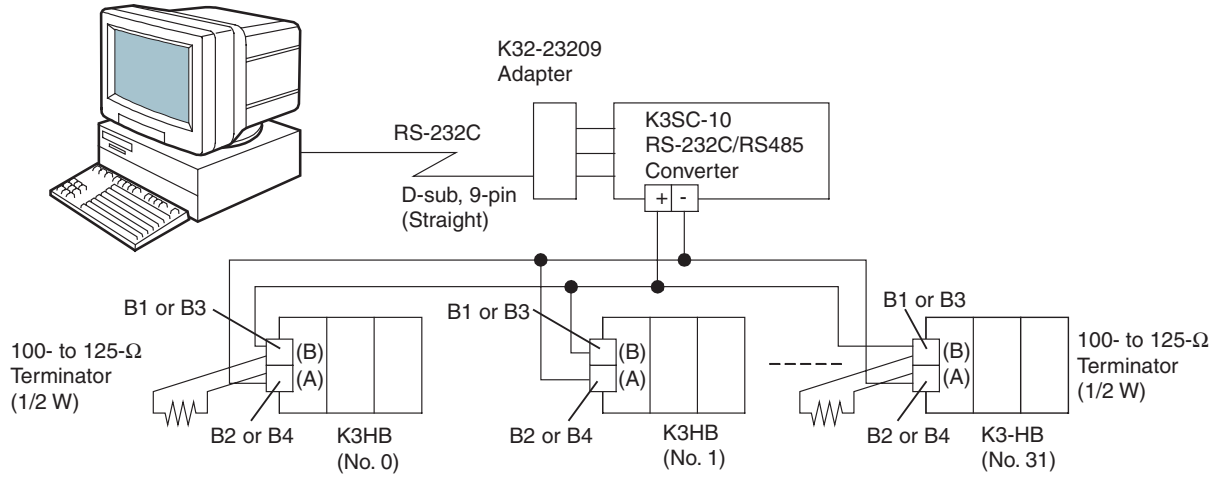 K32-23209
Adapter
K3SC-10
RS-232C/RS485
Converter
+ -
RS-232C
D-sub, 9-pin
(Straight)
B1 or B3
(B)
(A)
100- to 125-Ω
Terminator
(1/2 W)
B2 or B4
K3HB
(No. 0)
B1 or B3
(B)
(A)
B2 or B4
K3HB
(No. 1)
B1 or B3
(B)
(A)
100- to 125-Ω
Terminator
(1/2 W)
B2 or B4
K3-HB
(No. 31)